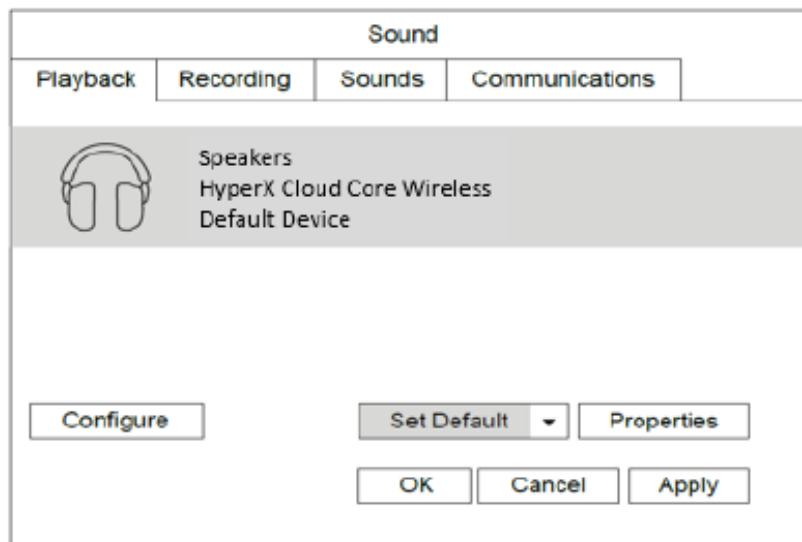 Sound
Playback Recording Sounds Communications
Speakers
HyperX Cloud Core Wireless
Default Device
Configure Set Default Properties
OK Cancel Apply